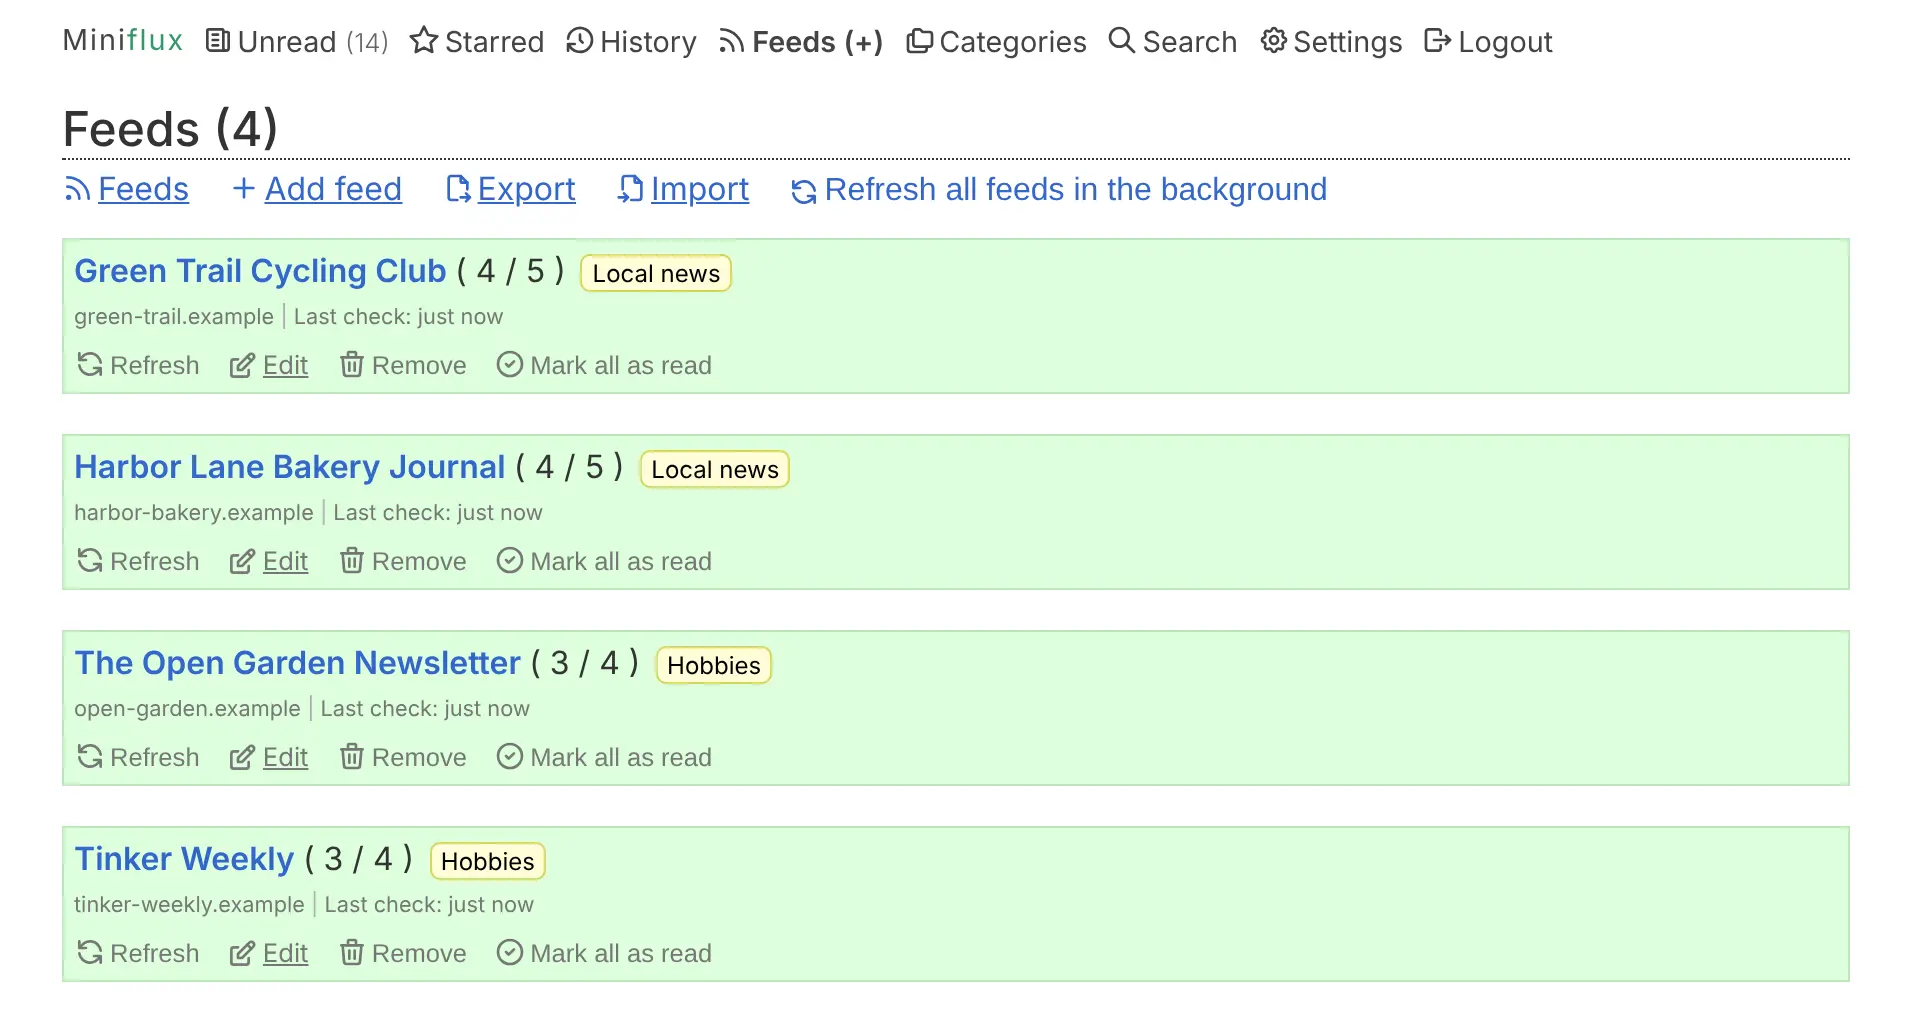 Miniflux Unread (14) Starred History Feeds (+) Categories Search Settings Logout
Feeds (4)
Feeds Add feed Export Import Refresh all feeds in the background
Green Trail Cycling Club ( 4 / 5 ) Local news
green-trail.example | Last check: just now
Refresh Edit Remove Mark all as read
Harbor Lane Bakery Journal ( 4 / 5 ) Local news
harbor-bakery.example | Last check: just now
Refresh Edit Remove Mark all as read
The Open Garden Newsletter ( 3 / 4 ) Hobbies
open-garden.example | Last check: just now
Refresh Edit Remove Mark all as read
Tinker Weekly ( 3 / 4 ) Hobbies
tinker-weekly.example | Last check: just now
Refresh Edit Remove Mark all as read